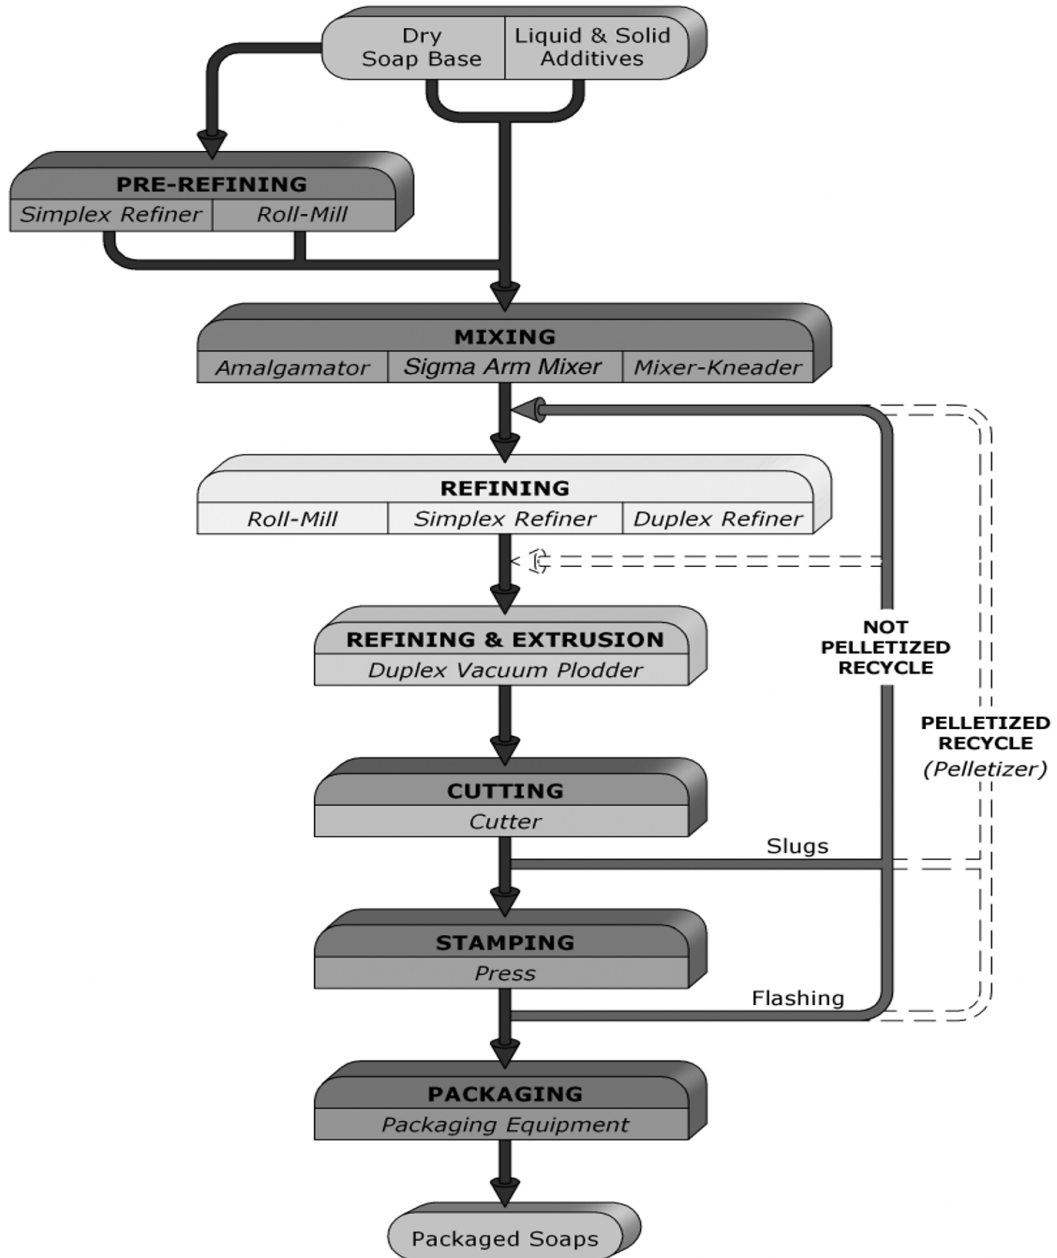 Dry
Soap Base
Liquid & Solid
Additives
PRE-REFINING
Simplex Refiner
Roll-Mill
MIXING
Amalgamator
Sigma Arm Mixer
Mixer-Kneader
REFINING
Roll-Mill
Simplex Refiner
Duplex Refiner
REFINING & EXTRUSION
Duplex Vacuum Plodder
NOT
PELLETIZED
RECYCLE
PELLETIZED
RECYCLE
(Pelletizer)
CUTTING
Cutter
Slugs
STAMPING
Press
Flashing
PACKAGING
Packaging Equipment
Packaged Soaps